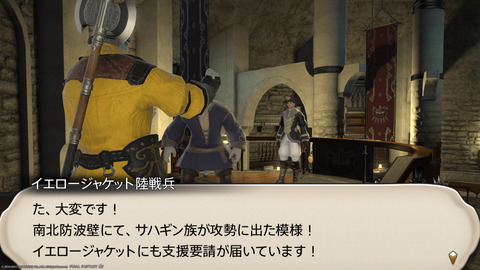 イエロージャケット陸戦兵
た、大変です!
南北防波壁にて、サハギン族が攻勢に出た模様!
イエロージャケットにも支援要請が届いています!